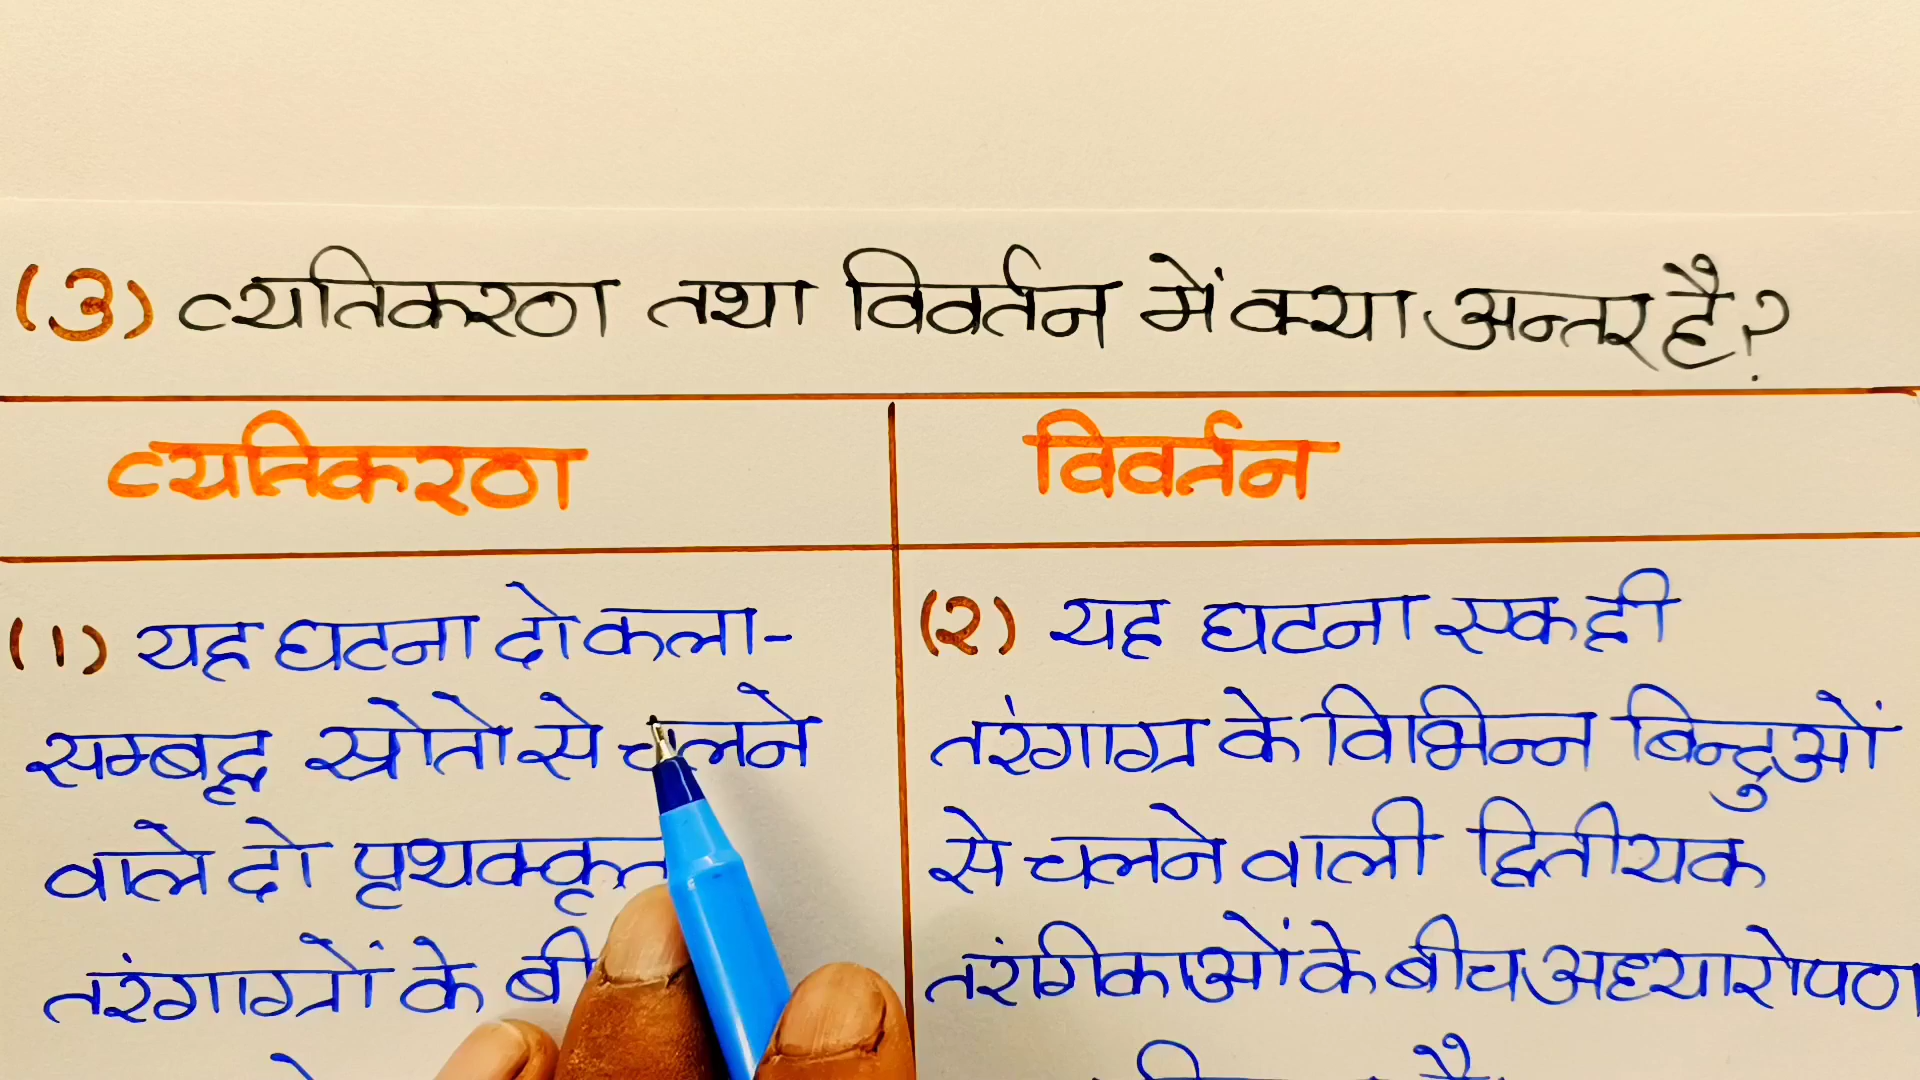 (3) व्यतिकरण तथा विवर्तन में क्या अन्तर है?
व्यतिकरण
विवर्तन
(1) यह घटना दो कला-
सम्बद्ध स्रोतो से चलने
वाले दो पृथक्कृत
तरंगाग्रों के
(2) यह घटना एक ही
तरंगाग्र के विभिन्न बिन्दुओं
से चलने वाली द्वितीयक
तरंगिकाओं के बीच अध्यारोपण